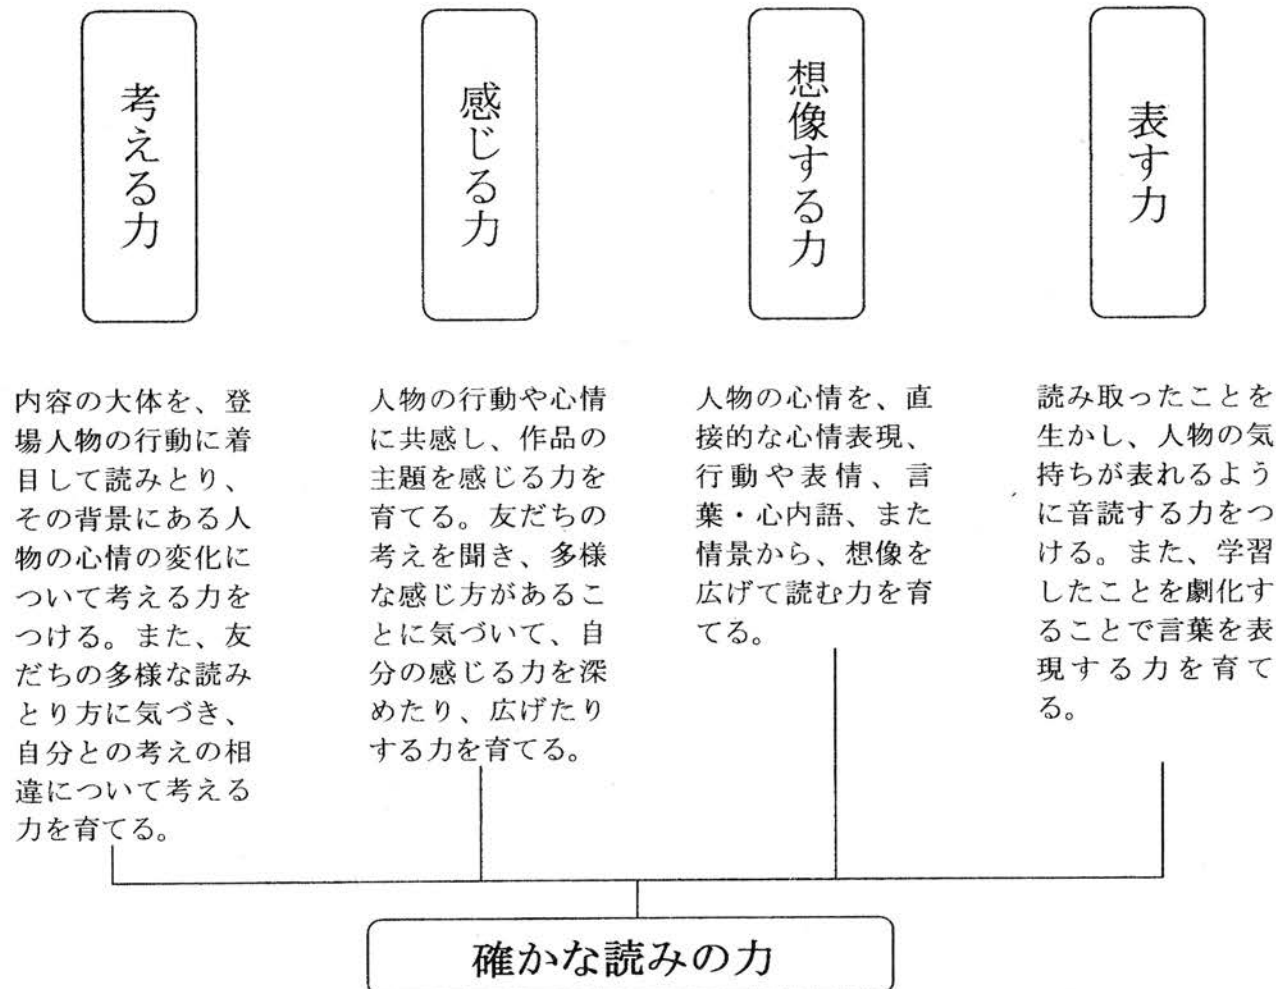 考える力
感じる力
想像する力
表す力
内容の大体を、登
場人物の行動に着
目して読みとり、
その背景にある人
物の心情の変化に
ついて考える力を
つける。また、友
だちの多様な読み
とり方に気づき、
自分との考えの相
違について考える
力を育てる。
人物の行動や心情
に共感し、作品の
主題を感じる力を
育てる。友だちの
考えを聞き、多様
な感じ方があるこ
とに気づいて、自
分の感じる力を深
めたり、広げたり
する力を育てる。
人物の心情を、直
接的な心情表現、
行動や表情、言
葉・心内語、また
情景から、想像を
広げて読む力を育
てる。
読み取ったことを
生かし、人物の気
持ちが表れるよう
に音読する力をつ
ける。また、学習
したことを劇化す
ることで言葉を表
現する力を育て
る。
確かな読みの力